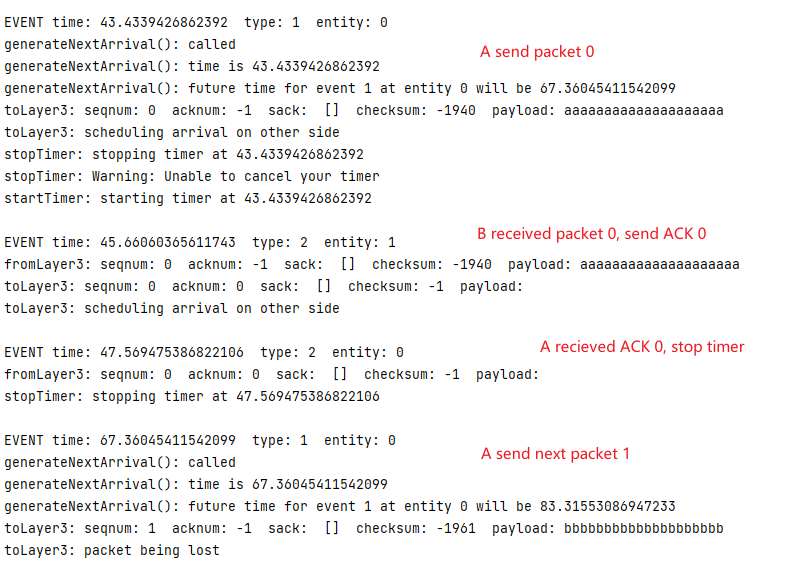 EVENT time: 43.4339426862392  type: 1  entity: 0
generateNextArrival(): called
A send packet 0
generateNextArrival(): time is 43.4339426862392
generateNextArrival(): future time for event 1 at entity 0 will be 67.36045411542099
toLayer3: seqnum: 0  acknum: -1  sack:  []  checksum: -1940  payload: aaaaaaaaaaaaaaaaaaaa
toLayer3: scheduling arrival on other side
stopTimer: stopping timer at 43.4339426862392
stopTimer: Warning: Unable to cancel your timer
startTimer: starting timer at 43.4339426862392
B received packet 0, send ACK 0
EVENT time: 45.66060365611743  type: 2  entity: 1
fromLayer3: seqnum: 0  acknum: -1  sack:  []  checksum: -1940  payload: aaaaaaaaaaaaaaaaaaaa
toLayer3: seqnum: 0  acknum: 0  sack:  []  checksum: -1  payload:
toLayer3: scheduling arrival on other side
A recieved ACK 0, stop timer
EVENT time: 47.569475386822106  type: 2  entity: 0
fromLayer3: seqnum: 0  acknum: 0  sack:  []  checksum: -1  payload:
stopTimer: stopping timer at 47.569475386822106
EVENT time: 67.36045411542099  type: 1  entity: 0
A send next packet 1
generateNextArrival(): called
generateNextArrival(): time is 67.36045411542099
generateNextArrival(): future time for event 1 at entity 0 will be 83.31553086947233
toLayer3: seqnum: 1  acknum: -1  sack:  []  checksum: -1961  payload: bbbbbbbbbbbbbbbbbbbb
toLayer3: packet being lost